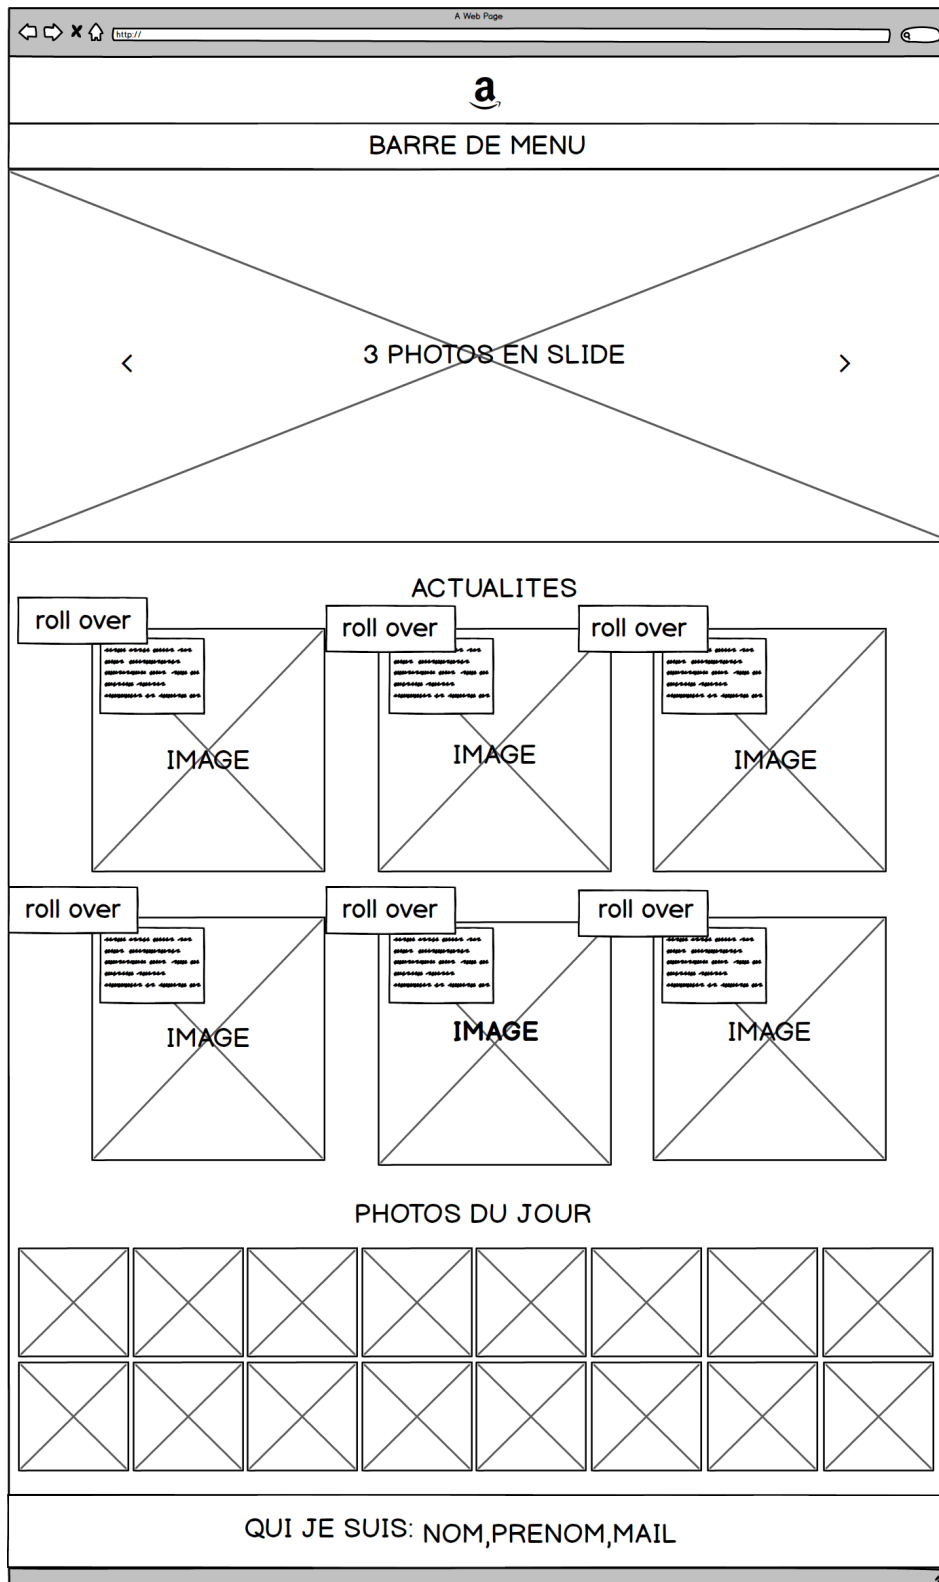 A Web Page
http://
a
BARRE DE MENU
3 PHOTOS EN SLIDE
ACTUALITES
roll over
roll over
roll over
IMAGE
IMAGE
IMAGE
roll over
roll over
roll over
IMAGE
IMAGE
IMAGE
PHOTOS DU JOUR
QUI JE SUIS: NOM,PRENOM,MAIL